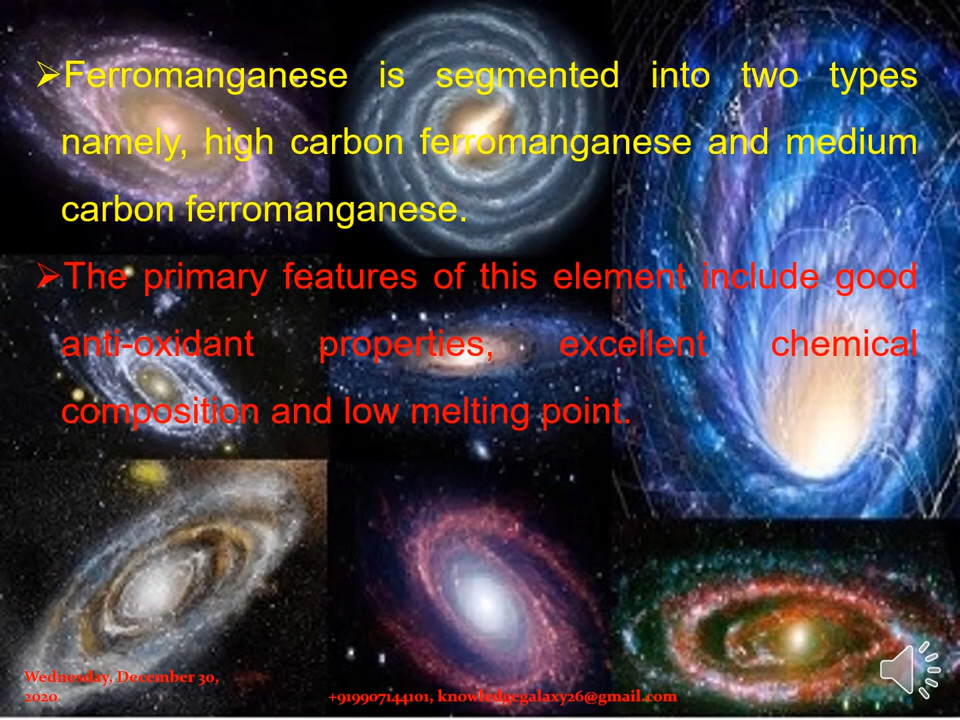 ➢Ferromanganese is segmented into two types
namely, high carbon ferromanganese and medium
carbon ferromanganese.
➢The primary features of this element include good
anti-oxidant properties, excellent chemical
composition and low melting point.
Wednesday, December 30,
2020
+919907144101, knowledgegalaxy26@gmail.com